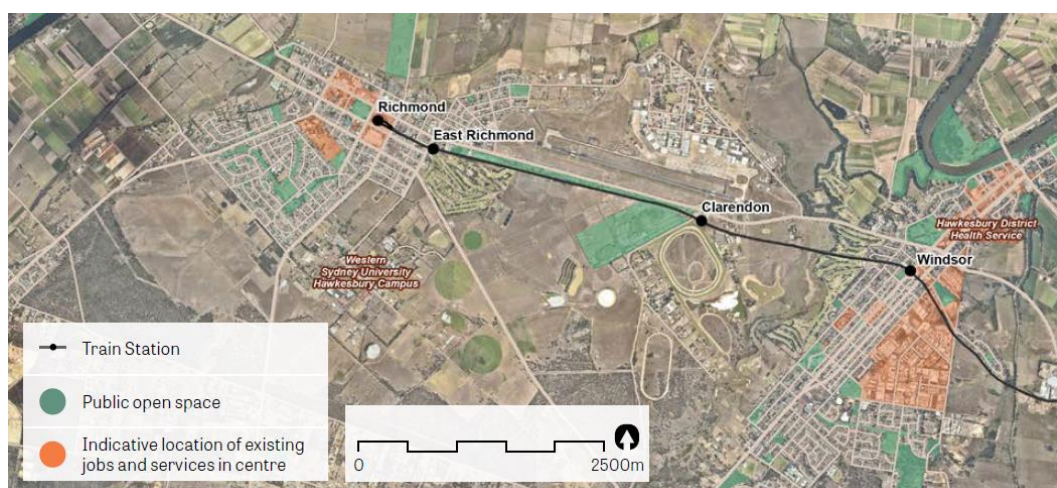 Richmond
East Richmond
Clarendon
Hawkesbury District
Health Service
Windsor
Western
Sydney University
Hawkesbury Campus
Train Station
Public open space
Indicative location of existing
jobs and services in centre
0
2500m